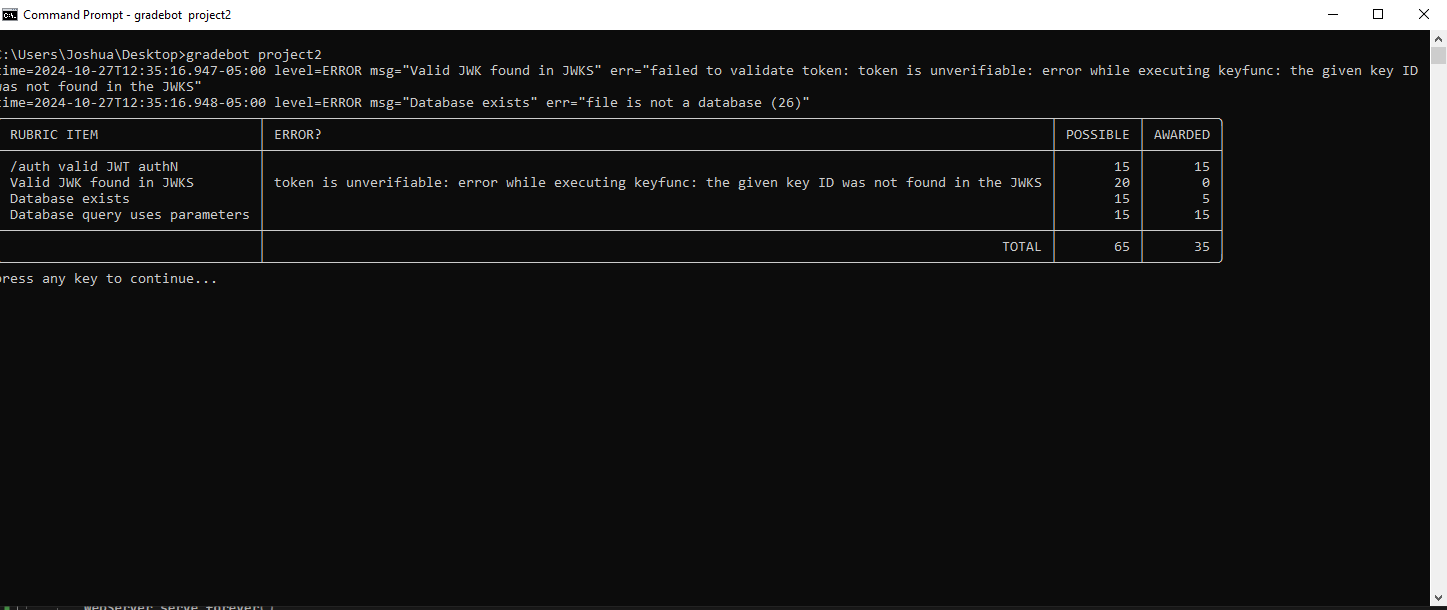 Command Prompt - gradebot project2
:\Users\Joshua\Desktop>gradebot project2
ime=2024-10-27T12:35:16.947-05:00 level=ERROR msg="Valid JWK found in JWKS" err="failed to validate token: token is unverifiable: error while executing keyfunc: the given key ID
was not found in the JWKS"
ime=2024-10-27T12:35:16.948-05:00 level=ERROR msg="Database exists" err="file is not a database (26)"
RUBRIC ITEM ERROR? POSSIBLE AWARDED
/auth valid JWT authN 15 15
Valid JWK found in JWKS token is unverifiable: error while executing keyfunc: the given key ID was not found in the JWKS 20 0
Database exists 15 5
Database query uses parameters 15 15
TOTAL 65 35
press any key to continue...